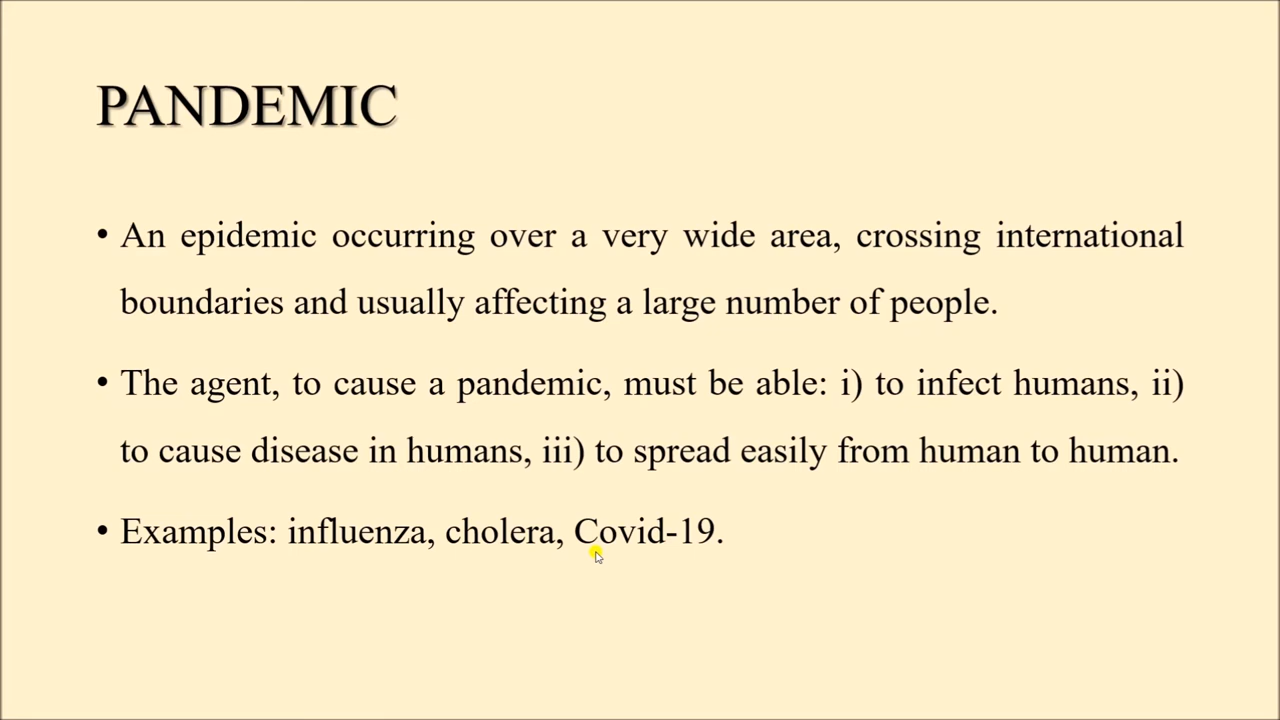 PANDEMIC
• An epidemic occurring over a very wide area, crossing international
boundaries and usually affecting a large number of people.
• The agent, to cause a pandemic, must be able: i) to infect humans, ii)
to cause disease in humans, iii) to spread easily from human to human.
• Examples: influenza, cholera, Covid-19.